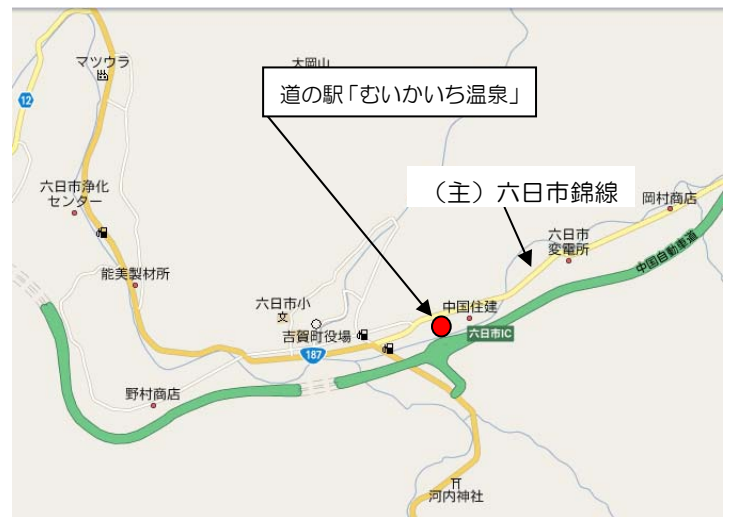 マツウラ
大岡山
道の駅「むいかいち温泉」
12
（主）六日市錦線
六日市浄化
センター
岡村商店
六日市
変電所
中国自動車道
能美製材所
六日市小
文
中国住建
吉賀町役場
六日市IC
187
野村商店
河内神社